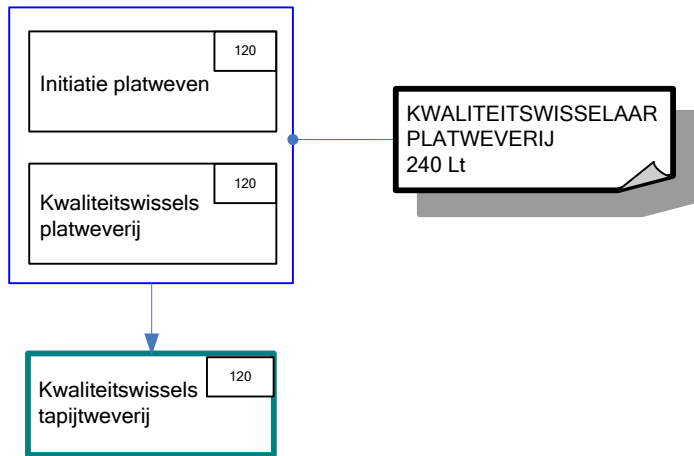 120
Initiatie platweven
KWALITEITSWISSELAAR
PLATWEVERIJ
240 Lt
120
Kwaliteitswissels
platweverij
120
Kwaliteitswissels
tapijtweverij